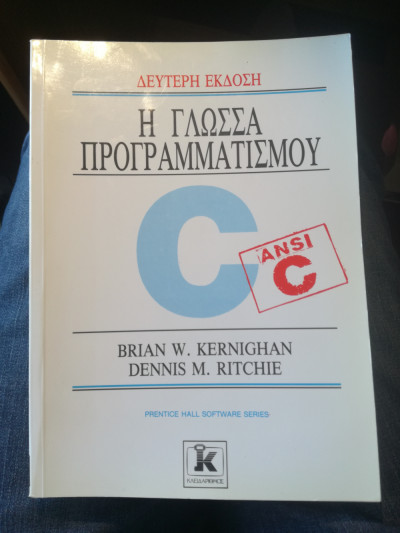 ΔΕΥΤΕΡΗ ΕΚΔΟΣΗ
Η ΓΛΩΣΣΑ
ΠΡΟΓΡΑΜΜΑΤΙΣΜΟΥ
C
ANSI
C
BRIAN W. KERNIGHAN
DENNIS M. RITCHIE
PRENTICE HALL SOFTWARE SERIES
K
ΚΛΕΙΔΑΡΙΘΜΟΣ